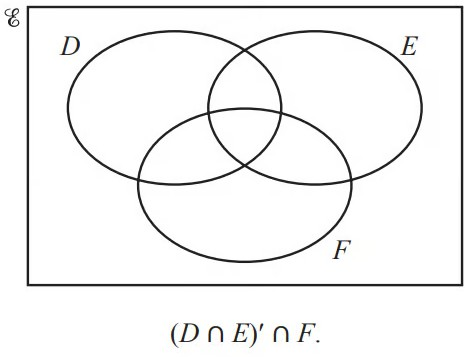 ℰ
D E
F
(D ∩ E)′ ∩ F.